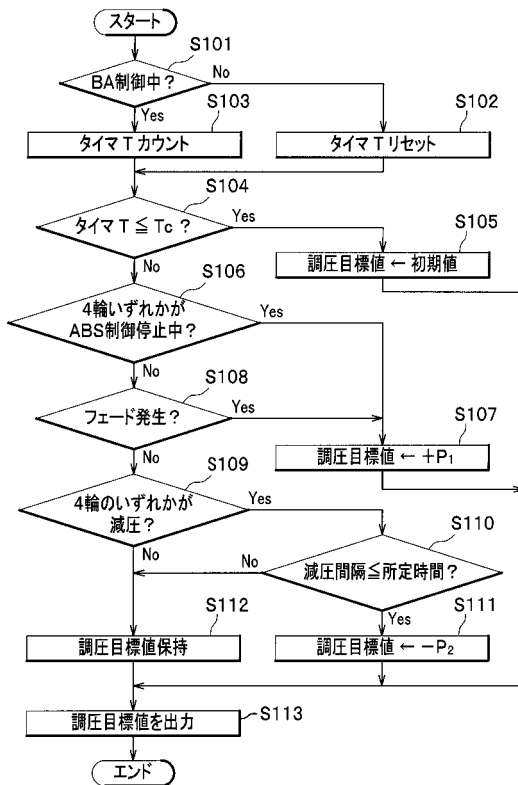 スタート
S101
BA制御中？
No
Yes
S103
タイマ T カウント
S102
タイマ T リセット
S104
タイマ T ≦ Tc ？
Yes
No
S105
調圧目標値 ← 初期値
S106
4輪いずれかが
ABS制御停止中？
Yes
No
S108
フェード発生？
Yes
No
S107
調圧目標値 ← +P1
S109
4輪のいずれかが
減圧？
Yes
No
S110
減圧間隔≦所定時間？
No
Yes
S112
調圧目標値保持
S111
調圧目標値 ← −P2
調圧目標値を出力
S113
エンド